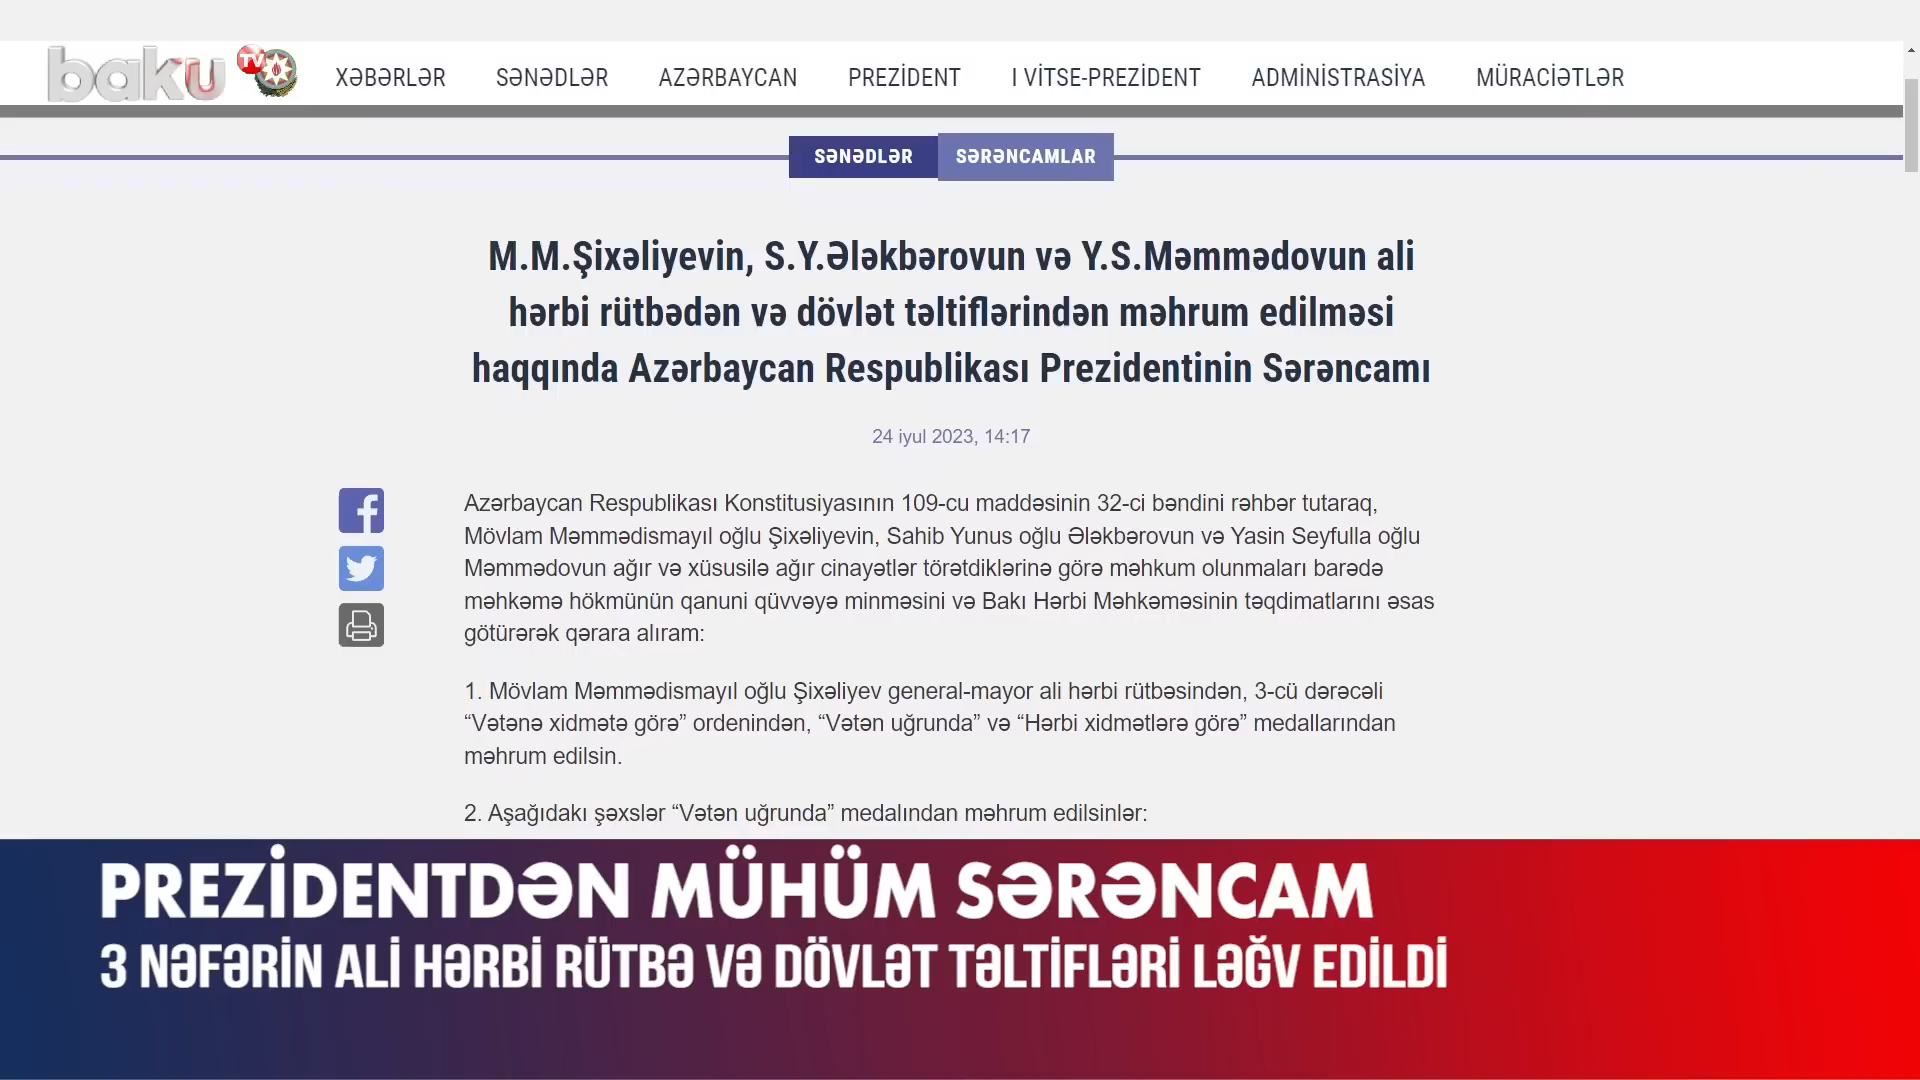 baku TV
XƏBƏRLƏR SƏNƏDLƏR AZƏRBAYCAN PREZİDENT I VİTSE-PREZİDENT ADMİNİSTRASİYA MÜRACİƏTLƏR
SƏNƏDLƏR SƏRƏNCAMLAR
M.M.Şixəliyevin, S.Y.Ələkbərovun və Y.S.Məmmədovun ali
hərbi rütbədən və dövlət təltiflərindən məhrum edilməsi
haqqında Azərbaycan Respublikası Prezidentinin Sərəncamı
24 iyul 2023, 14:17
Azərbaycan Respublikası Konstitusiyasının 109-cu maddəsinin 32-ci bəndini rəhbər tutaraq,
Mövlam Məmmədismayıl oğlu Şixəliyevin, Sahib Yunus oğlu Ələkbərovun və Yasin Seyfulla oğlu
Məmmədovun ağır və xüsusilə ağır cinayətlər törətdiklərinə görə məhkum olunmaları barədə
məhkəmə hökmünün qanuni qüvvəyə minməsini və Bakı Hərbi Məhkəməsinin təqdimatlarını əsas
götürərək qərara alıram:
1. Mövlam Məmmədismayıl oğlu Şixəliyev general-mayor ali hərbi rütbəsindən, 3-cü dərəcəli
“Vətənə xidmətə görə” ordenindən, “Vətən uğrunda” və “Hərbi xidmətlərə görə” medallarından
məhrum edilsin.
2. Aşağıdakı şəxslər “Vətən uğrunda” medalından məhrum edilsinlər:
PREZİDENTDƏN MÜHÜM SƏRƏNCAM
3 NƏFƏRİN ALİ HƏRBİ RÜTBƏ VƏ DÖVLƏT TƏLTİFLƏRİ LƏĞV EDİLDİ